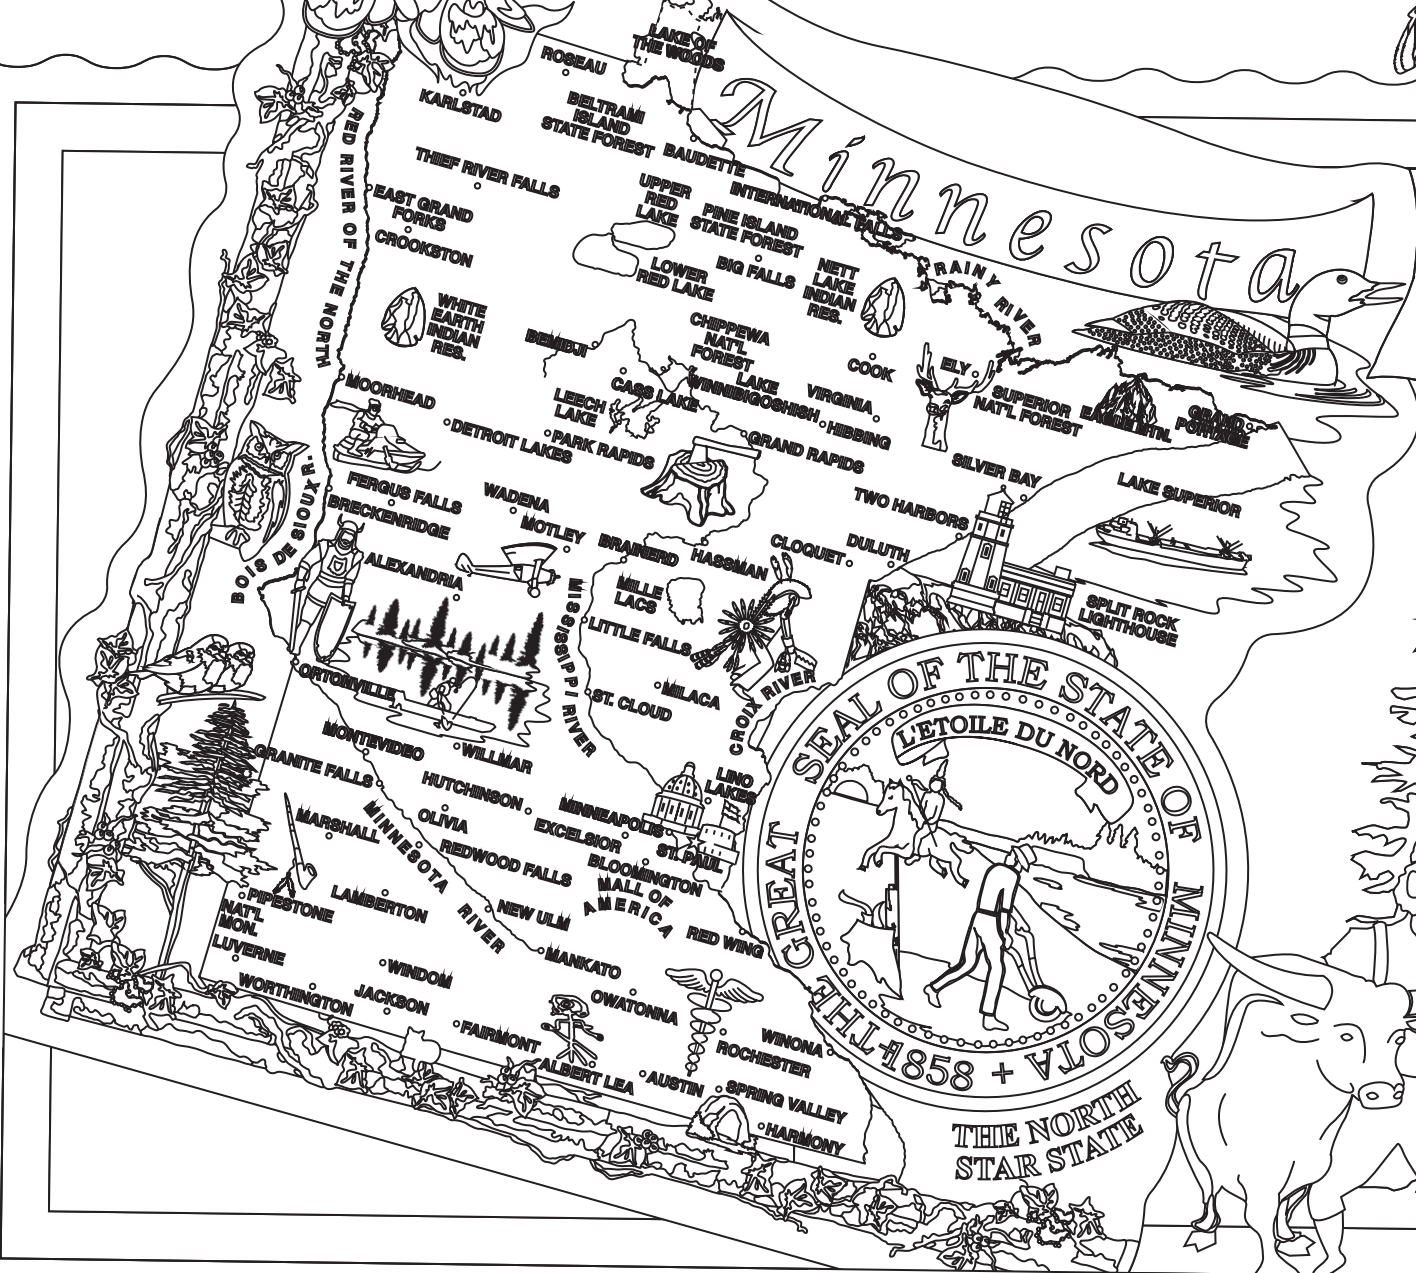 LAKE OF
THE WOODS
ROSEAU
KARLSTAD
BELTRAMI
ISLAND
STATE FOREST
BAUDETTE
Minnesota
RED RIVER OF THE NORTH
THIEF RIVER FALLS
EAST GRAND
FORKS
CROOKSTON
UPPER
RED
LAKE
INTERNATIONAL FALLS
PINE ISLAND
STATE FOREST
BIG FALLS
LOWER
RED LAKE
NETT
LAKE
INDIAN
RES.
RAINY RIVER
WHITE
EARTH
INDIAN
RES.
BEMIDJI
CHIPPEWA
NAT'L
FOREST
COOK
ELY
CASS LAKE
LAKE
WINNIBIGOSHISH
VIRGINIA
HIBBING
SUPERIOR
NAT'L FOREST
EAGLE MTN.
GRAND
PORTAGE
MOORHEAD
LEECH
LAKE
DETROIT LAKES
PARK RAPIDS
GRAND RAPIDS
SILVER BAY
LAKE SUPERIOR
FERGUS FALLS
BRECKENRIDGE
WADENA
MOTLEY
TWO HARBORS
BRAINERD
HASSMAN
CLOQUET
DULUTH
BOIS DE SIOUX R.
ALEXANDRIA
MILLE
LACS
MISSISSIPPI RIVER
LITTLE FALLS
SPLIT ROCK
LIGHTHOUSE
ORTONVILLE
ST. CLOUD
MILACA
CROIX RIVER
MONTEVIDEO
WILLMAR
GRANITE FALLS
HUTCHINSON
LINO
LAKES
MINNEAPOLIS
EXCELSIOR
ST. PAUL
MARSHALL
OLIVIA
MINNESOTA RIVER
REDWOOD FALLS
BLOOMINGTON
MALL OF
AMERICA
PIPESTONE
NAT'L
MON.
LAMBERTON
NEW ULM
RED WING
LUVERNE
WINDOM
MANKATO
WORTHINGTON
JACKSON
OWATONNA
FAIRMONT
WINONA
ROCHESTER
ALBERT LEA
AUSTIN
SPRING VALLEY
HARMONY
THE GREAT SEAL OF THE STATE OF MINNESOTA
L'ETOILE DU NORD
1858
THE NORTH
STAR STATE